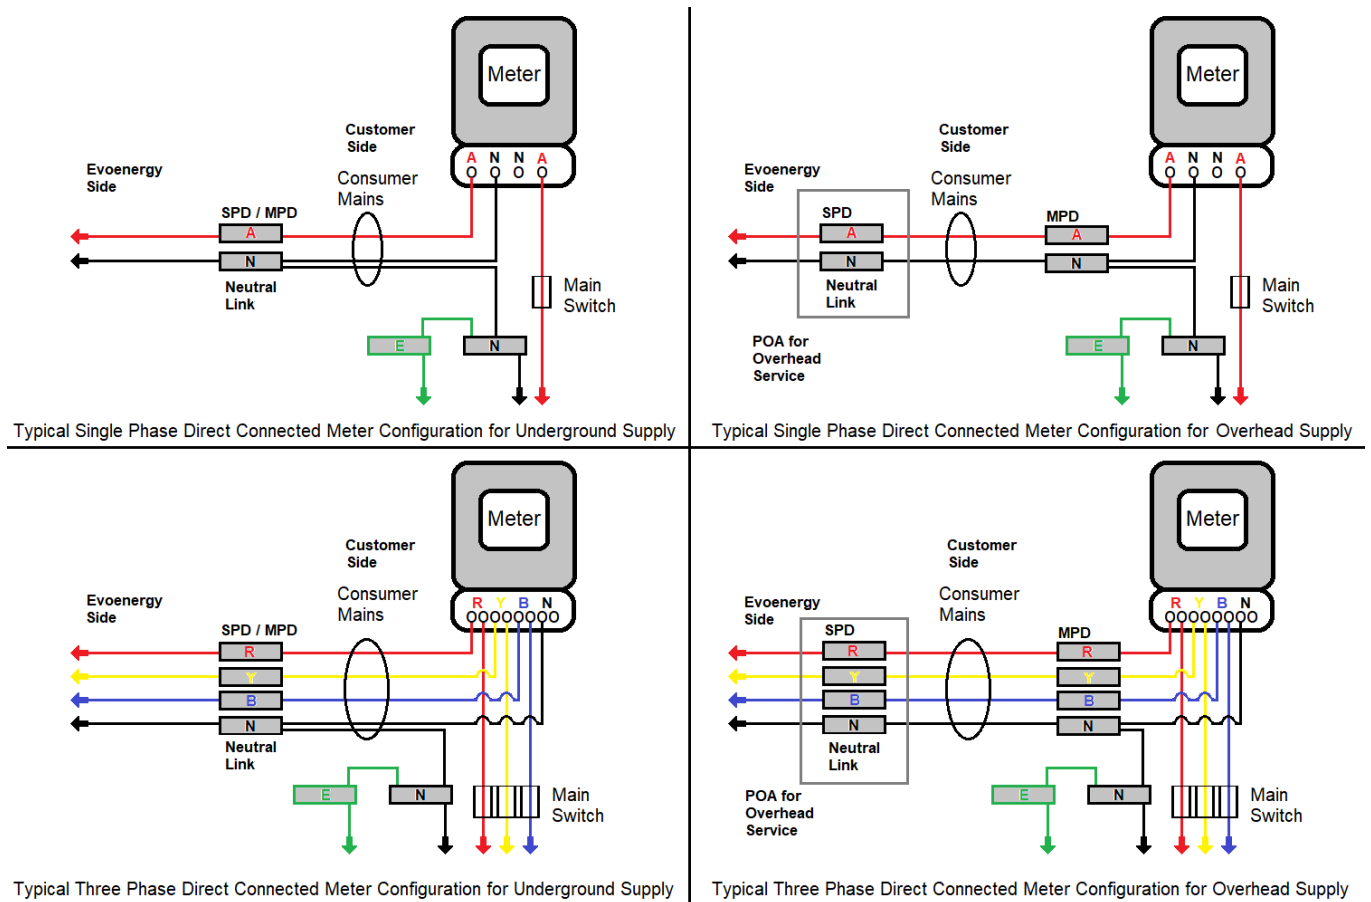 Meter
A N N A
O O O O
Customer
Side
Evoenergy
Side
Consumer
Mains
SPD / MPD
A
N
Neutral
Link
Main
Switch
E
N
Typical Single Phase Direct Connected Meter Configuration for Underground Supply
Meter
A N N A
O O O O
Customer
Side
Evoenergy
Side
Consumer
Mains
SPD
MPD
A
A
N
N
Neutral
Link
Main
Switch
POA for
Overhead
Service
E
N
Typical Single Phase Direct Connected Meter Configuration for Overhead Supply
Meter
Customer
Side
Evoenergy
Side
Consumer
Mains
R Y B N
OOOOOOOO
SPD / MPD
R
Y
B
N
Neutral
Link
E
N
Main
Switch
Typical Three Phase Direct Connected Meter Configuration for Underground Supply
Meter
Customer
Side
Evoenergy
Side
Consumer
Mains
R Y B N
OOOOOOOO
SPD
MPD
R
R
Y
Y
B
B
N
N
Neutral
Link
POA for
Overhead
Service
E
N
Main
Switch
Typical Three Phase Direct Connected Meter Configuration for Overhead Supply